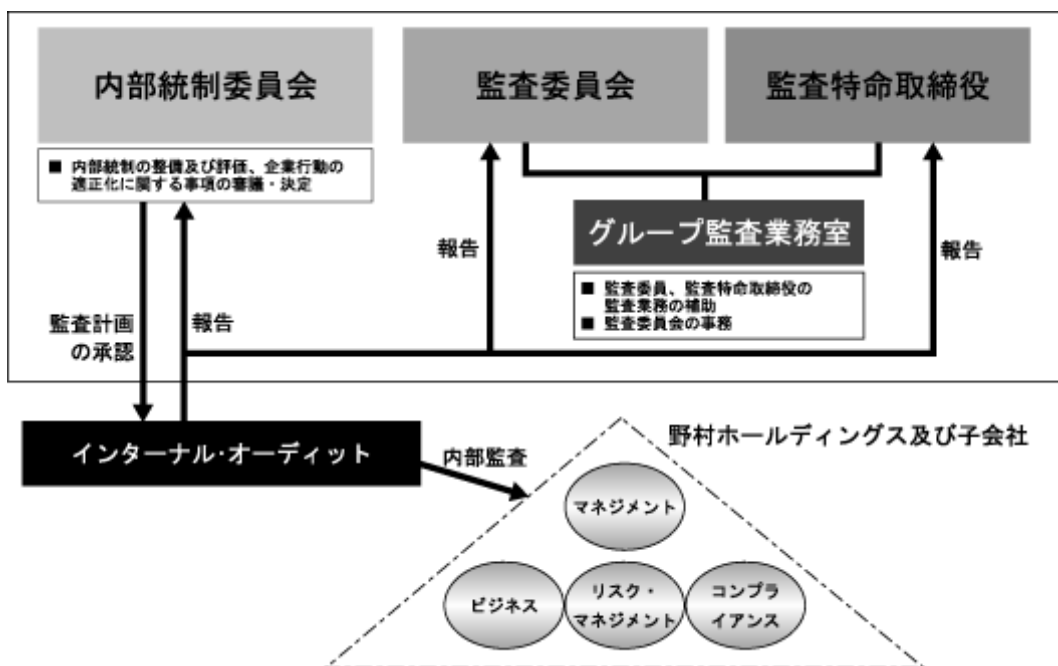 内部統制委員会
監査委員会
監査特命取締役
■ 内部統制の整備及び評価、企業行動の
適正化に関する事項の審議・決定
グループ監査業務室
■ 監査委員、監査特命取締役の
監査業務の補助
■ 監査委員会の事務
報告
報告
監査計画
の承認
報告
インターナル・オーディット
内部監査
野村ホールディングス及び子会社
マネジメント
ビジネス
リスク・
マネジメント
コンプラ
イアンス